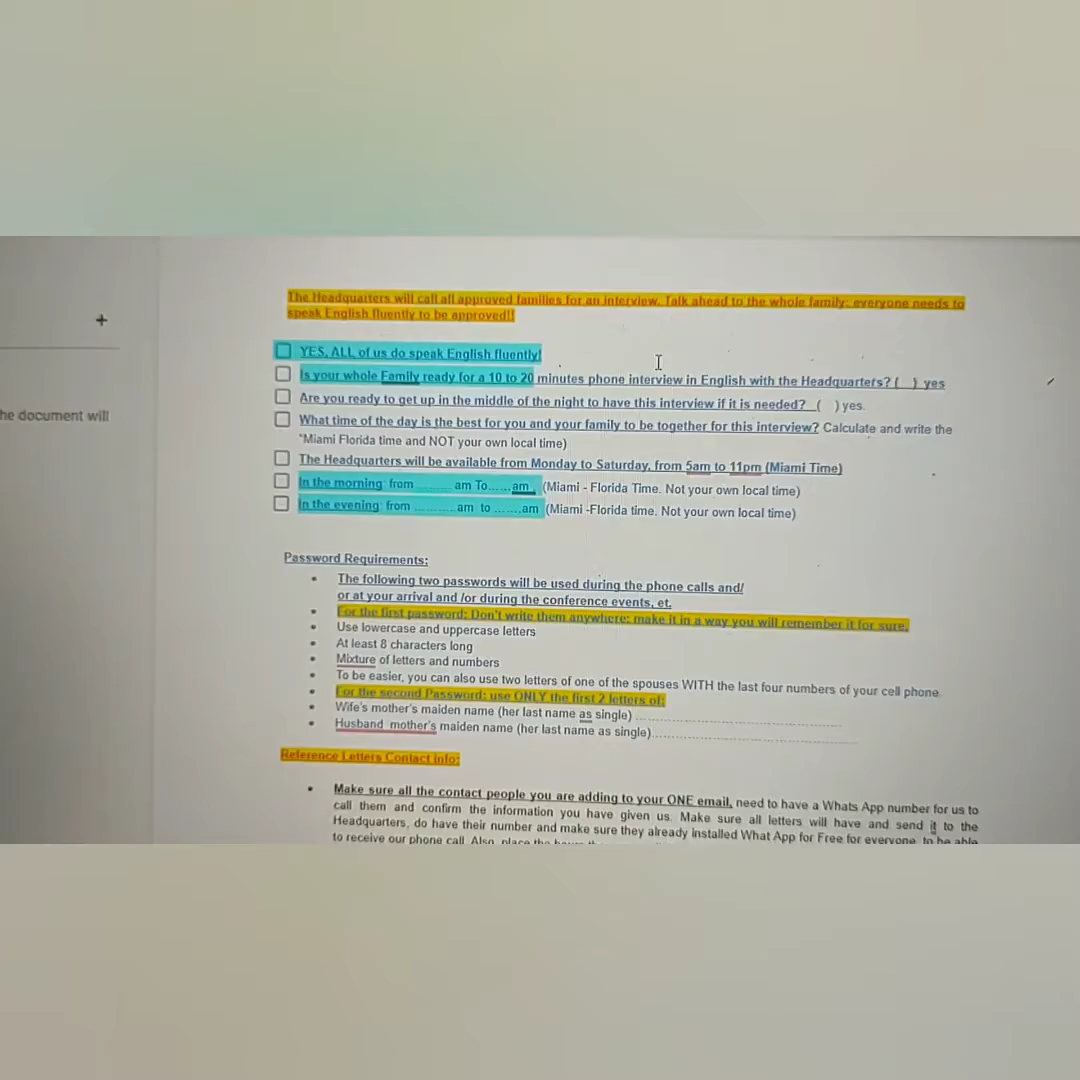 The Headquarters will call all approved families for an interview. Talk ahead to the whole family: everyone needs to
speak English fluently to be approved!!
+
YES, ALL of us do speak English fluently!
Is your whole Family ready for a 10 to 20 minutes phone interview in English with the Headquarters? ( ) yes
Are you ready to get up in the middle of the night to have this interview if it is needed? ( ) yes.
he document will
What time of the day is the best for you and your family to be together for this interview? Calculate and write the
"Miami Florida time and NOT your own local time)
The Headquarters will be available from Monday to Saturday, from 5am to 11pm (Miami Time)
In the morning: from ......... am To......am (Miami - Florida Time. Not your own local time)
In the evening: from ...........am to .......am (Miami -Florida time. Not your own local time)
Password Requirements:
The following two passwords will be used during the phone calls and/
or at your arrival and /or during the conference events, et.
For the first password: Don't write them anywhere: make it in a way you will remember it for sure.
Use lowercase and uppercase letters
At least 8 characters long
Mixture of letters and numbers
To be easier, you can also use two letters of one of the spouses WITH the last four numbers of your cell phone.
For the second Password: use ONLY the first 2 letters of:
Wife's mother's maiden name (her last name as single) ..........................................................
Husband mother's maiden name (her last name as single)..........................................................
Reference Letters Contact info:
Make sure all the contact people you are adding to your ONE email, need to have a Whats App number for us to
call them and confirm the information you have given us. Make sure all letters will have and send it to the
Headquarters, do have their number and make sure they already installed What App for Free for everyone to be able
to receive our phone call. Also, place the